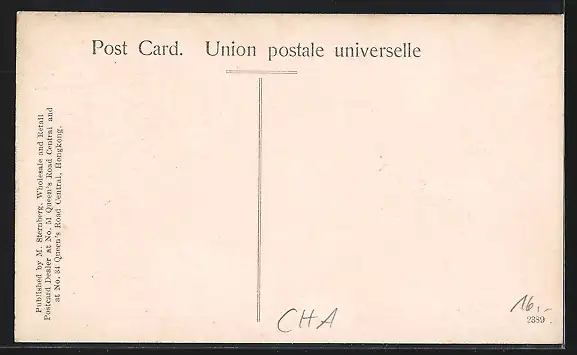 Post Card. Union postale universelle
Published by M. Sternberg, Wholesale and Retail
Postcard Dealer at No. 51 Queen's Road Central and
at No. 34 Queen's Road Central, Hongkong.
CHA
16,-
2389